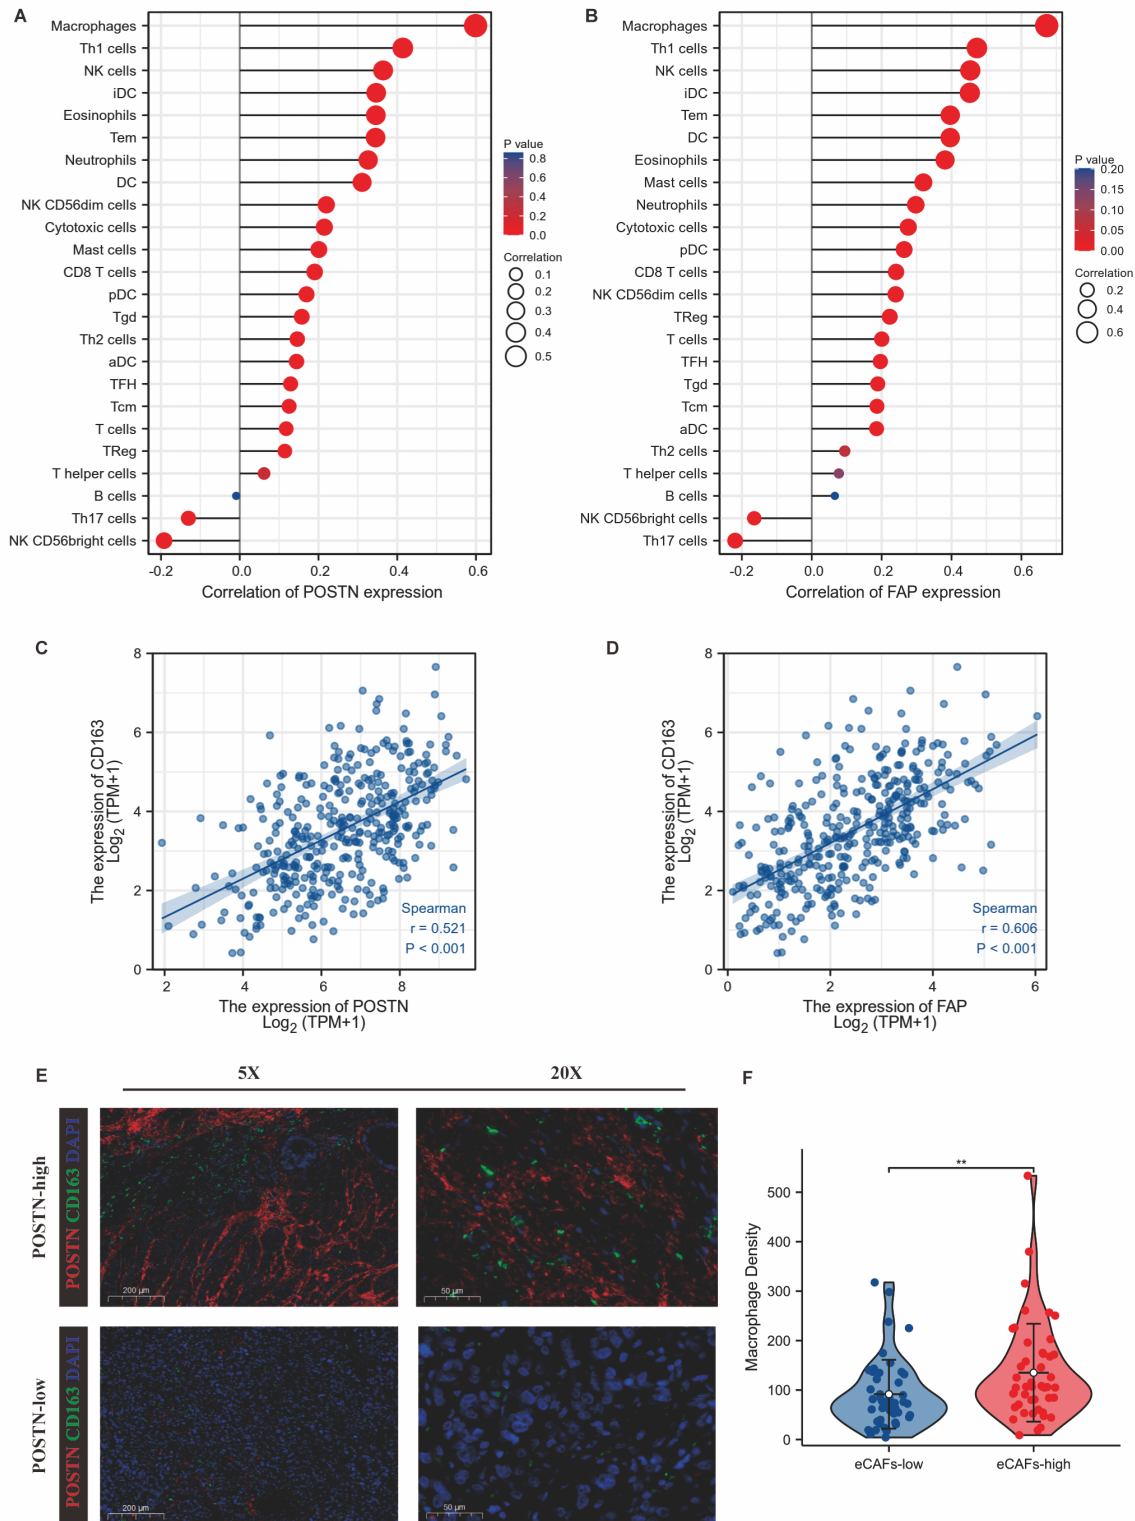 A
Macrophages
Th1 cells
NK cells
iDC
Eosinophils
Tem
Neutrophils
DC
NK CD56dim cells
Cytotoxic cells
Mast cells
CD8 T cells
pDC
Tgd
Th2 cells
aDC
TFH
Tcm
T cells
TReg
T helper cells
B cells
Th17 cells
NK CD56bright cells
-0.2 0.0 0.2 0.4 0.6
Correlation of POSTN expression
P value
0.8
0.6
0.4
0.2
0.0
Correlation
0.1
0.2
0.3
0.4
0.5
B
Macrophages
Th1 cells
NK cells
iDC
Tem
DC
Eosinophils
Mast cells
Neutrophils
Cytotoxic cells
pDC
CD8 T cells
NK CD56dim cells
TReg
T cells
TFH
Tgd
Tcm
aDC
Th2 cells
T helper cells
B cells
NK CD56bright cells
Th17 cells
-0.2 0.0 0.2 0.4 0.6
Correlation of FAP expression
P value
0.20
0.15
0.10
0.05
0.00
Correlation
0.2
0.4
0.6
C
The expression of CD163
Log2 (TPM+1)
8
6
4
2
0
Spearman
r = 0.521
P < 0.001
2 4 6 8
The expression of POSTN
Log2 (TPM+1)
D
The expression of CD163
Log2 (TPM+1)
8
6
4
2
0
Spearman
r = 0.606
P < 0.001
0 2 4 6
The expression of FAP
Log2 (TPM+1)
E
5X 20X
POSTN-high
POSTN CD163 DAPI
200 µm
50 µm
POSTN-low
POSTN CD163 DAPI
200 µm
50 µm
F
Macrophage Density
500
400
300
200
100
0
**
eCAFs-low eCAFs-high